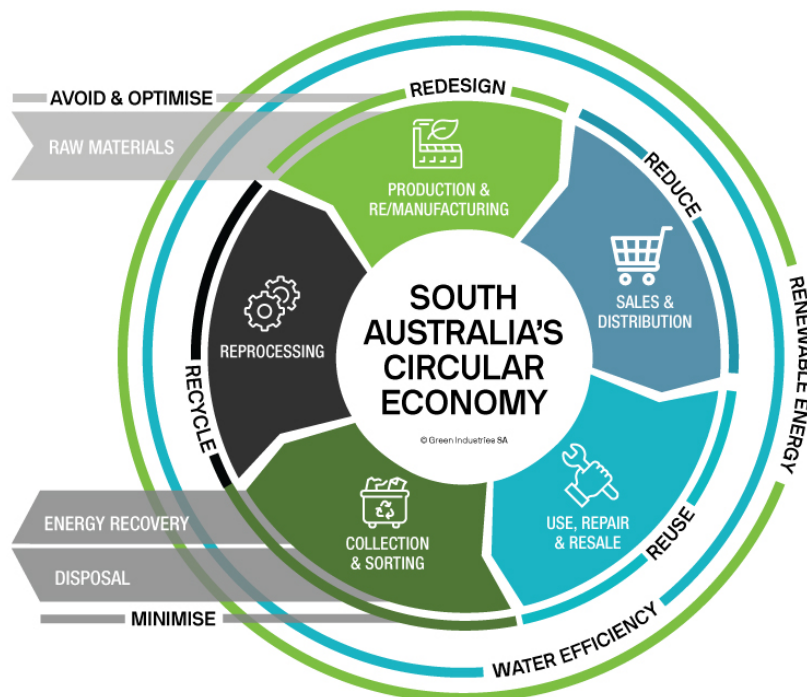 AVOID & OPTIMISE
RAW MATERIALS
REDESIGN
PRODUCTION &
RE/MANUFACTURING
REDUCE
SALES &
DISTRIBUTION
RENEWABLE ENERGY
SOUTH
AUSTRALIA'S
CIRCULAR
ECONOMY
© Green Industries SA
REPROCESSING
RECYCLE
USE, REPAIR
& RESALE
REUSE
COLLECTION
& SORTING
ENERGY RECOVERY
DISPOSAL
MINIMISE
WATER EFFICIENCY